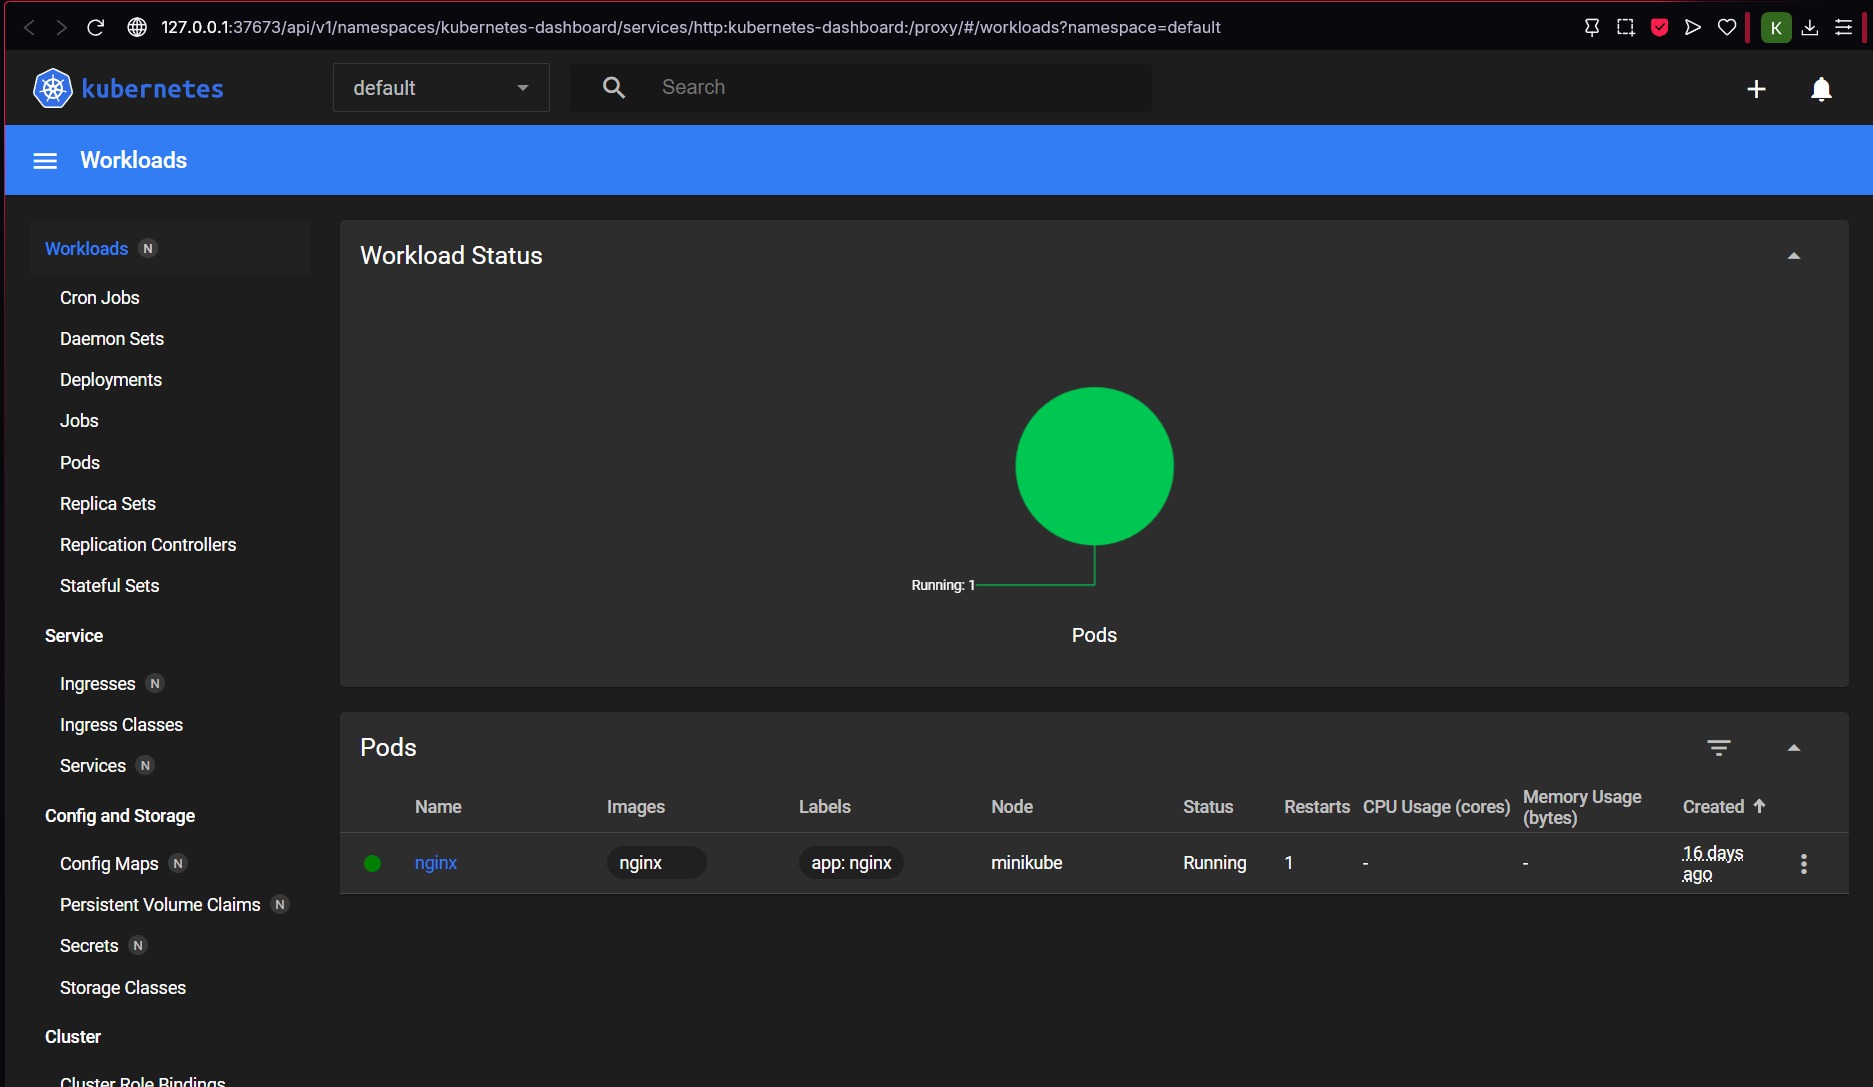 127.0.0.1:37673/api/v1/namespaces/kubernetes-dashboard/services/http:kubernetes-dashboard:/proxy/#/workloads?namespace=default
K
kubernetes
default
Search
Workloads
Workloads N
Cron Jobs
Daemon Sets
Deployments
Jobs
Pods
Replica Sets
Replication Controllers
Stateful Sets
Service
Ingresses N
Ingress Classes
Services N
Config and Storage
Config Maps N
Persistent Volume Claims N
Secrets N
Storage Classes
Cluster
Cluster Role Bindings
Workload Status
Running: 1
Pods
Pods
Name Images Labels Node Status Restarts CPU Usage (cores) Memory Usage (bytes) Created
nginx nginx app: nginx minikube Running 1 - - 16 days ago